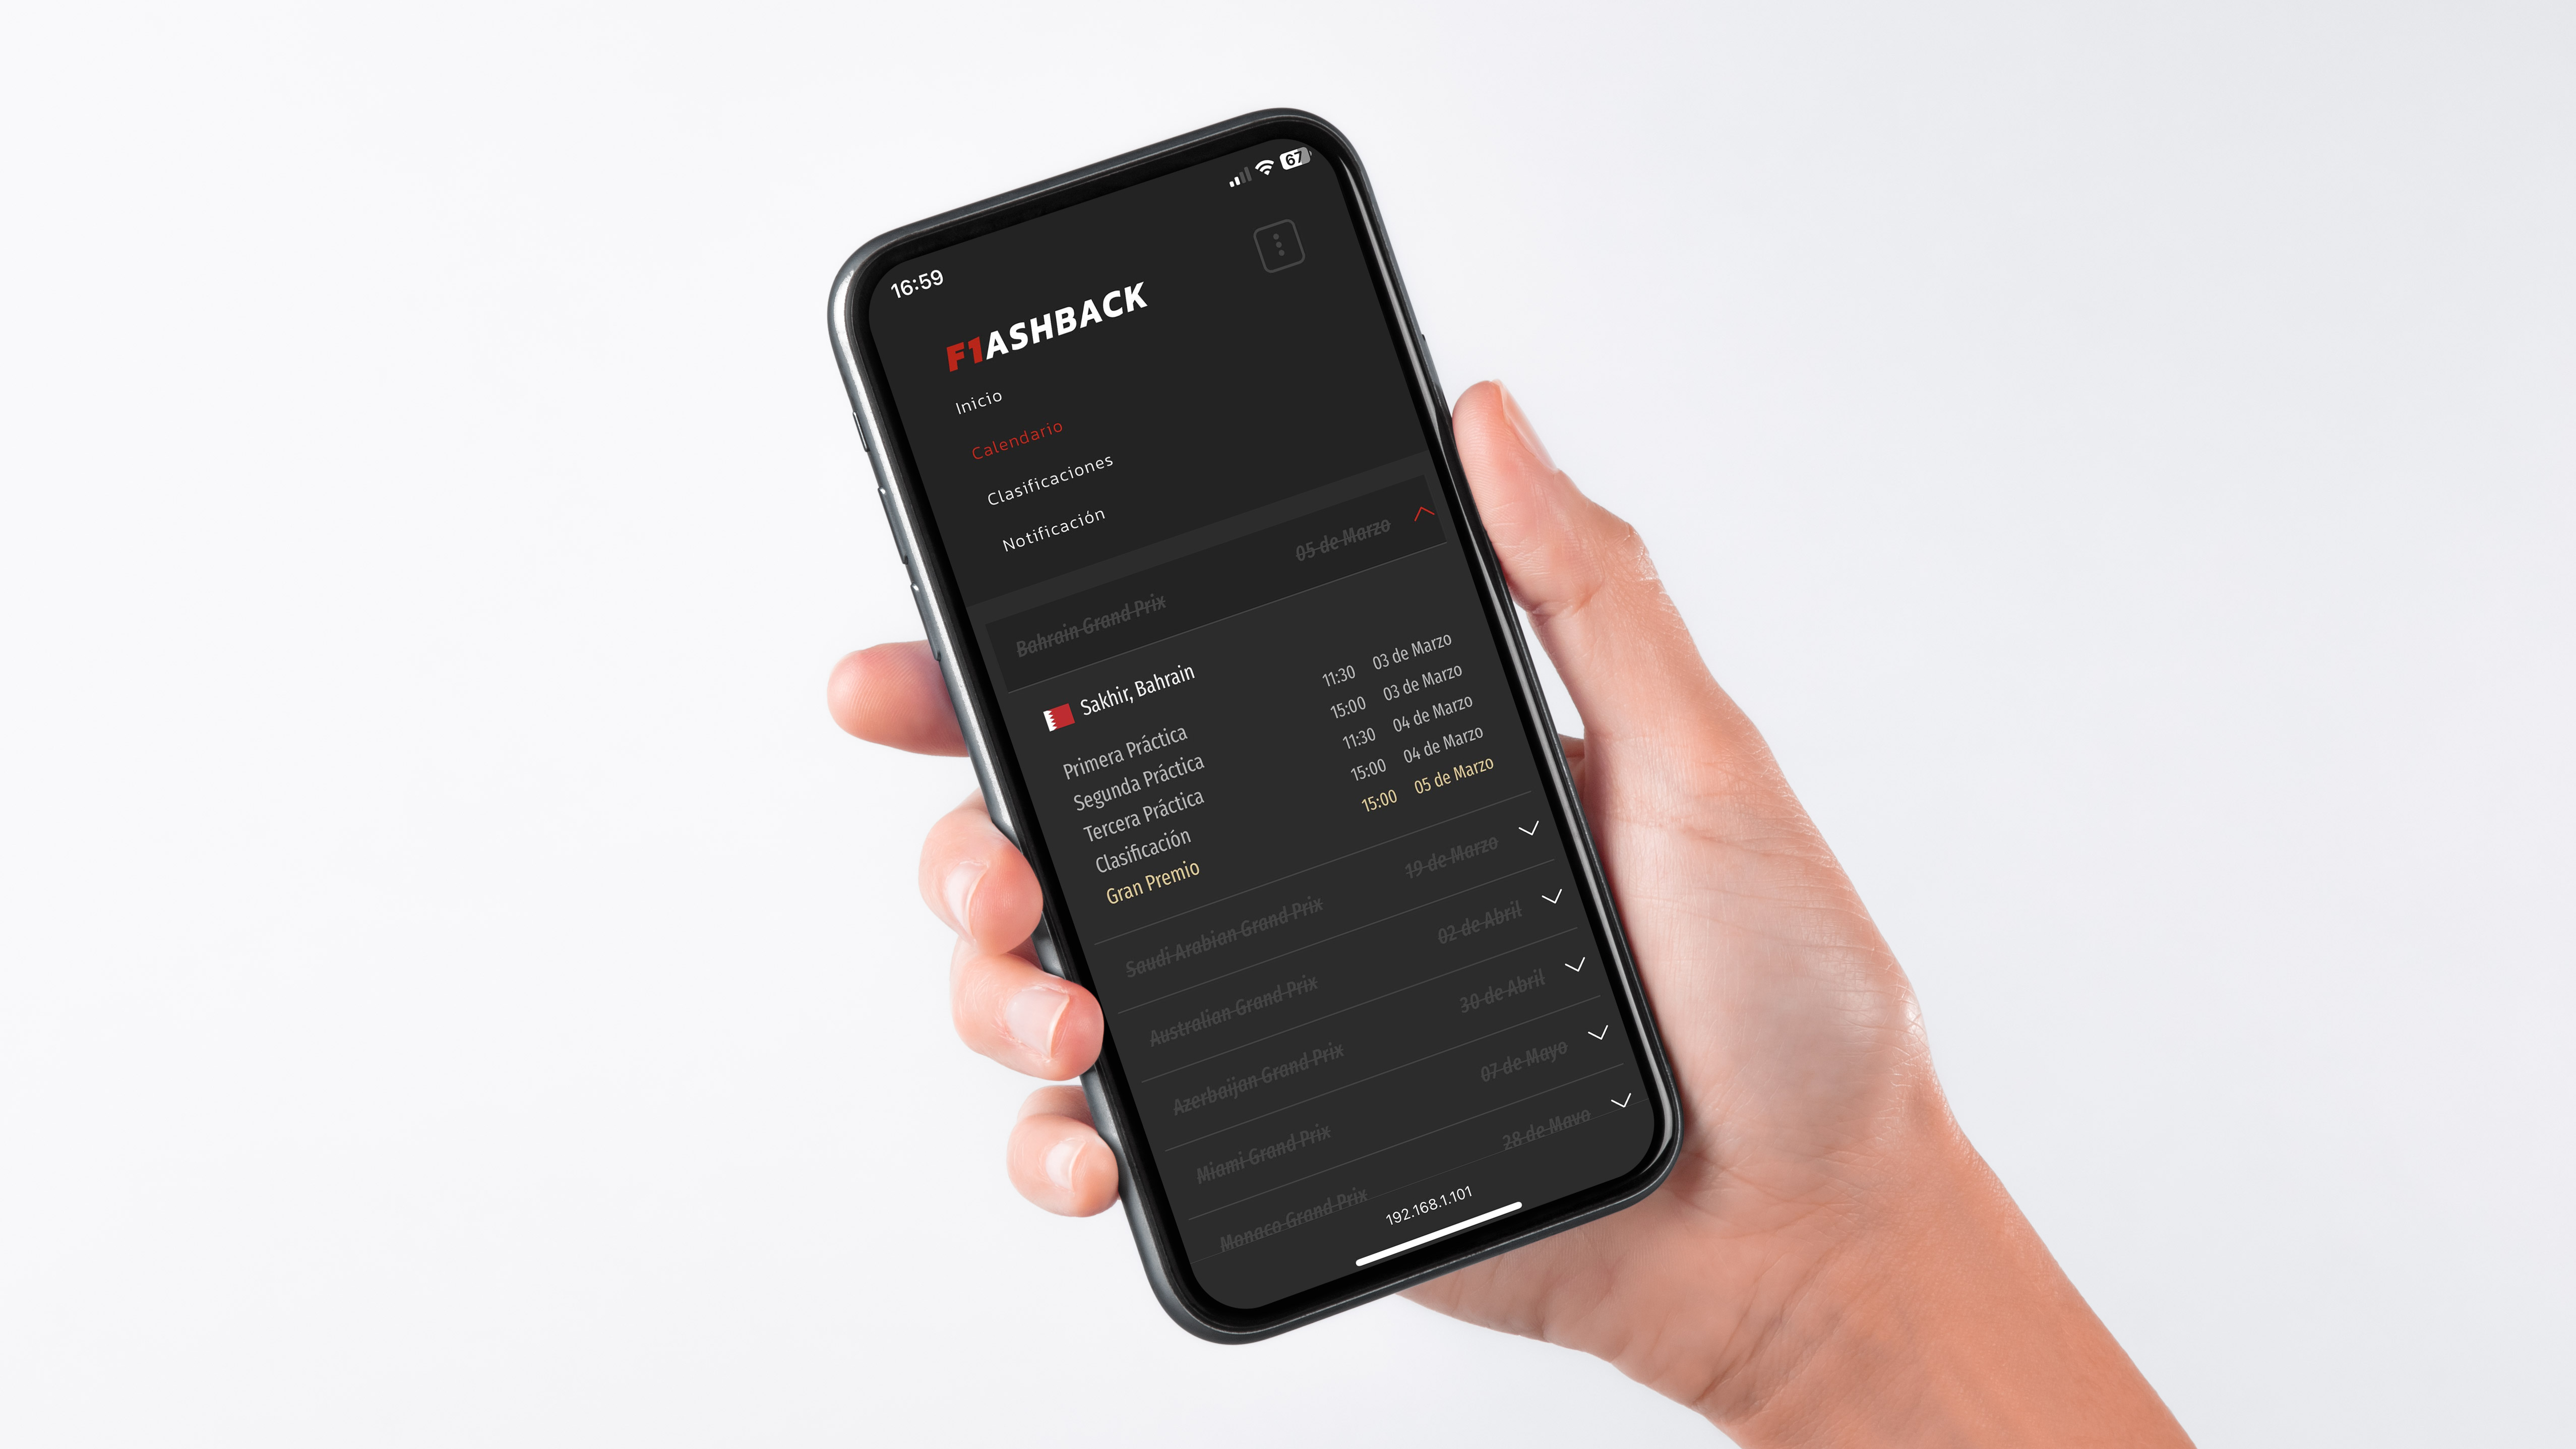 16:59
67
F1ASHBACK
Inicio
Calendario
Clasificaciones
Notificación
Bahrain Grand Prix 05 de Marzo
Sakhir, Bahrain
Primera Práctica 11:30 03 de Marzo
Segunda Práctica 15:00 03 de Marzo
Tercera Práctica 11:30 04 de Marzo
Clasificación 15:00 04 de Marzo
Gran Premio 15:00 05 de Marzo
Saudi Arabian Grand Prix 19 de Marzo
Australian Grand Prix 02 de Abril
Azerbaijan Grand Prix 30 de Abril
Miami Grand Prix 07 de Mayo
Monaco Grand Prix 28 de Mayo
192.168.1.101